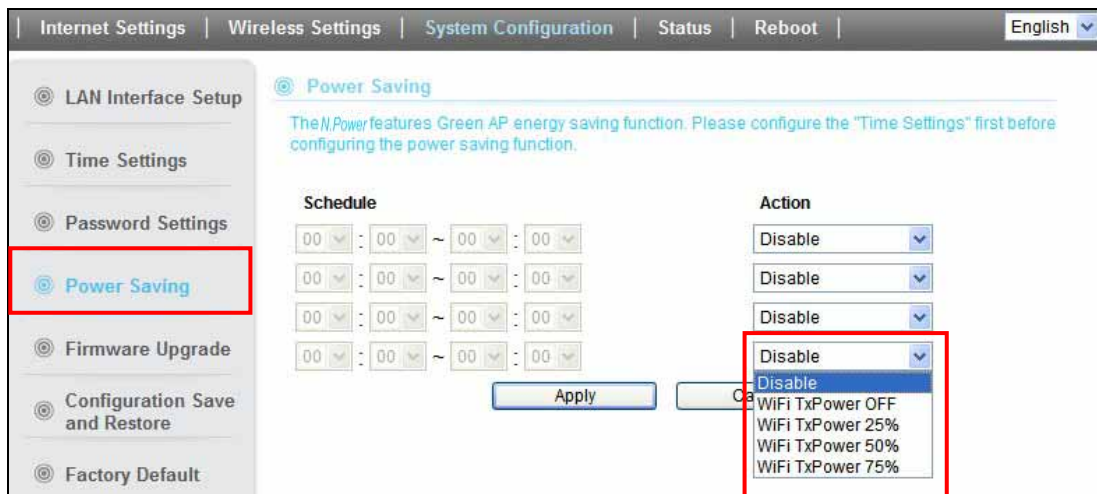 | Internet Settings | Wireless Settings | System Configuration | Status | Reboot | English
LAN Interface Setup
Time Settings
Password Settings
Power Saving
Firmware Upgrade
Configuration Save
and Restore
Factory Default
Power Saving
The N.Power features Green AP energy saving function. Please configure the "Time Settings" first before
configuring the power saving function.
Schedule Action
00 : 00 ~ 00 : 00 Disable
00 : 00 ~ 00 : 00 Disable
00 : 00 ~ 00 : 00 Disable
00 : 00 ~ 00 : 00 Disable
Apply Ca
Disable
WiFi TxPower OFF
WiFi TxPower 25%
WiFi TxPower 50%
WiFi TxPower 75%